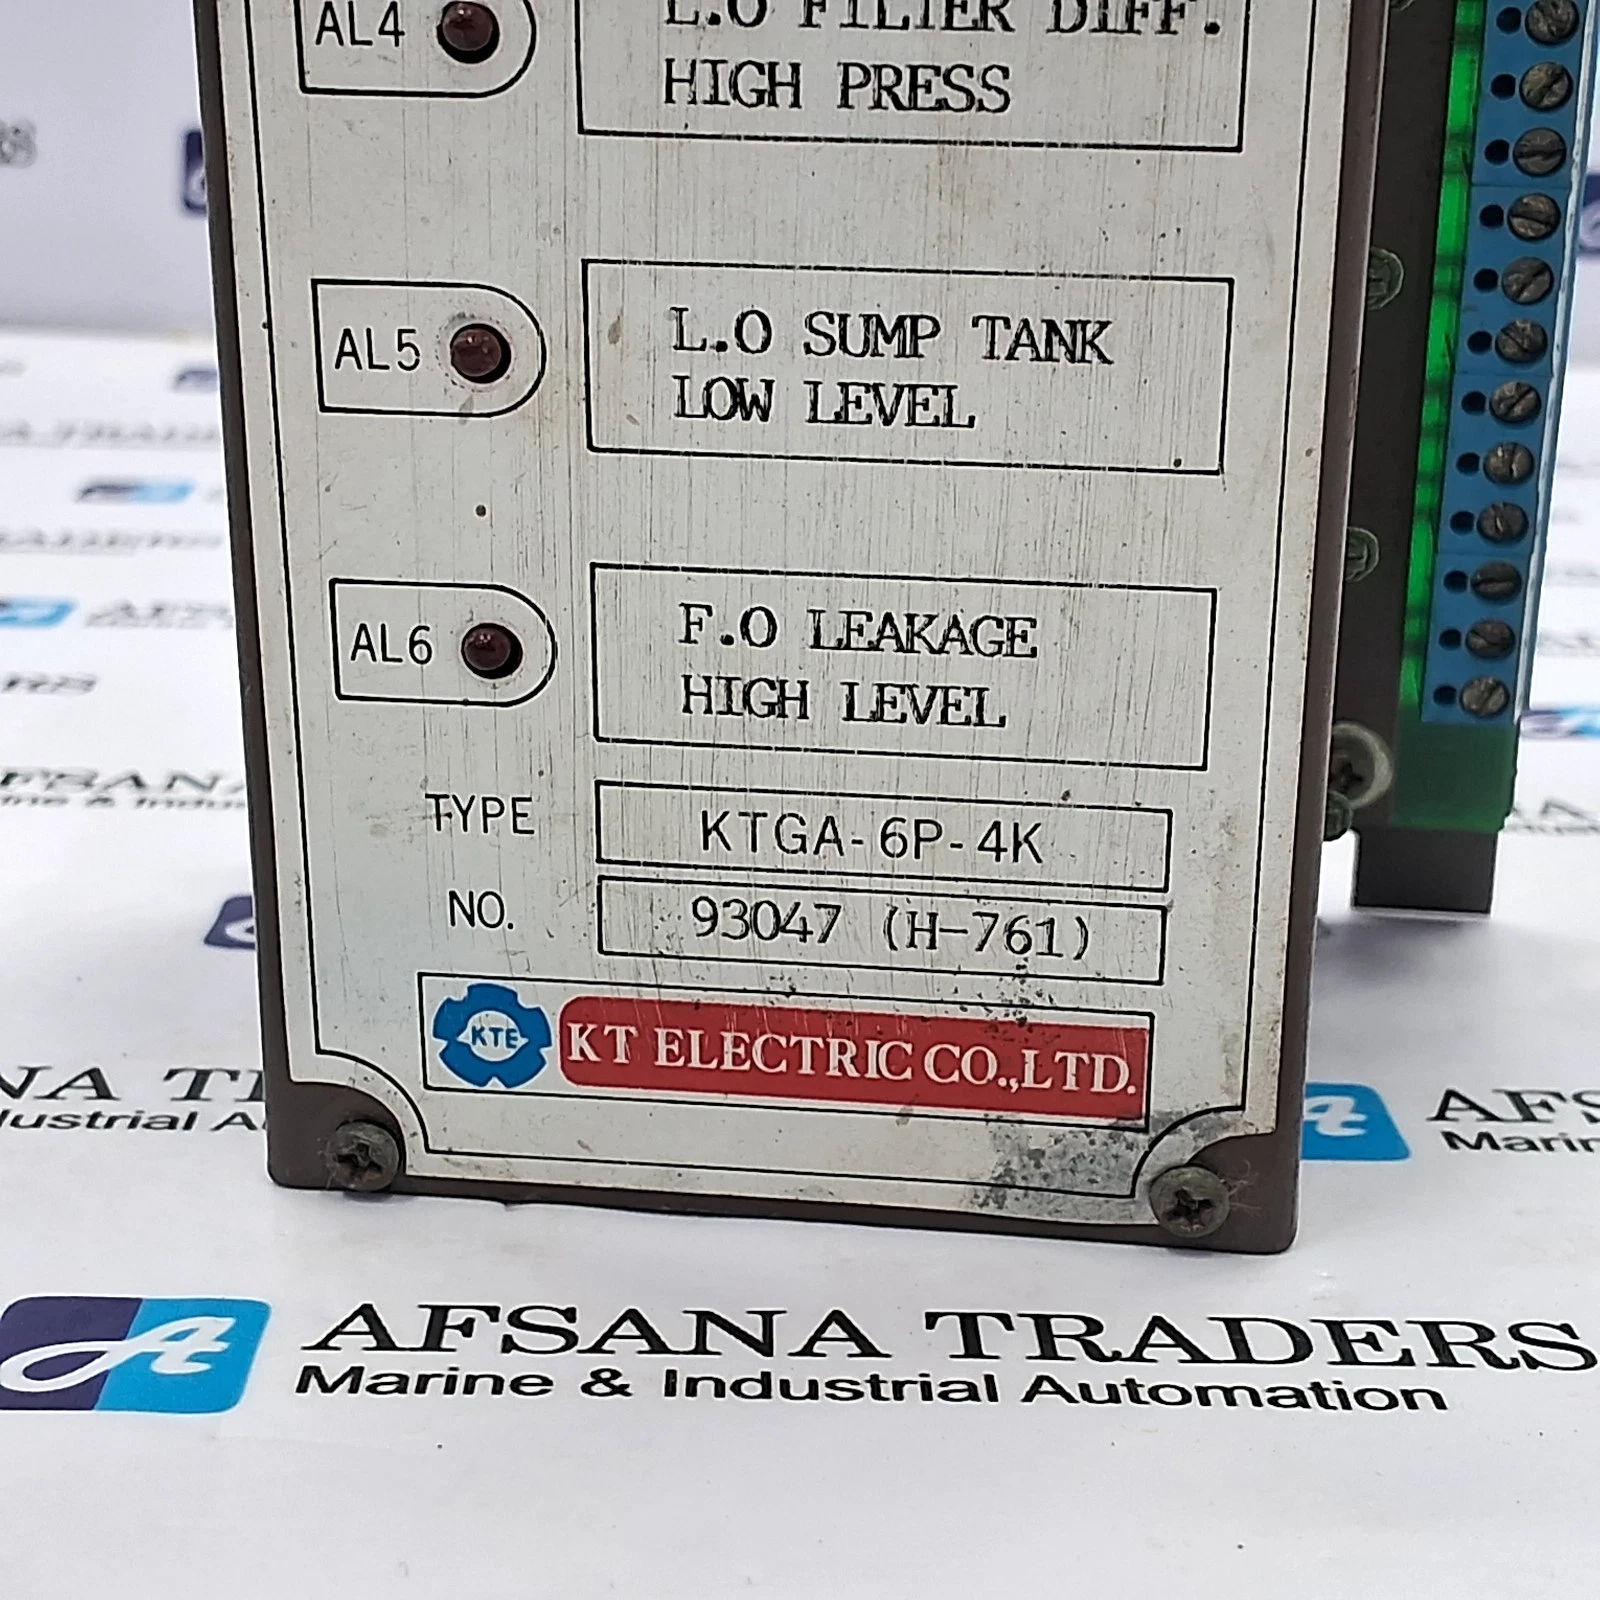 AL4
L.O FILTER DIFF.
HIGH PRESS
AL5
L.O SUMP TANK
LOW LEVEL
AL6
F.O LEAKAGE
HIGH LEVEL
TYPE KTGA-6P-4K
NO. 93047 (H-761)
KTE KT ELECTRIC CO.,LTD.
AFSANA TRADERS
Marine & Industrial Automation